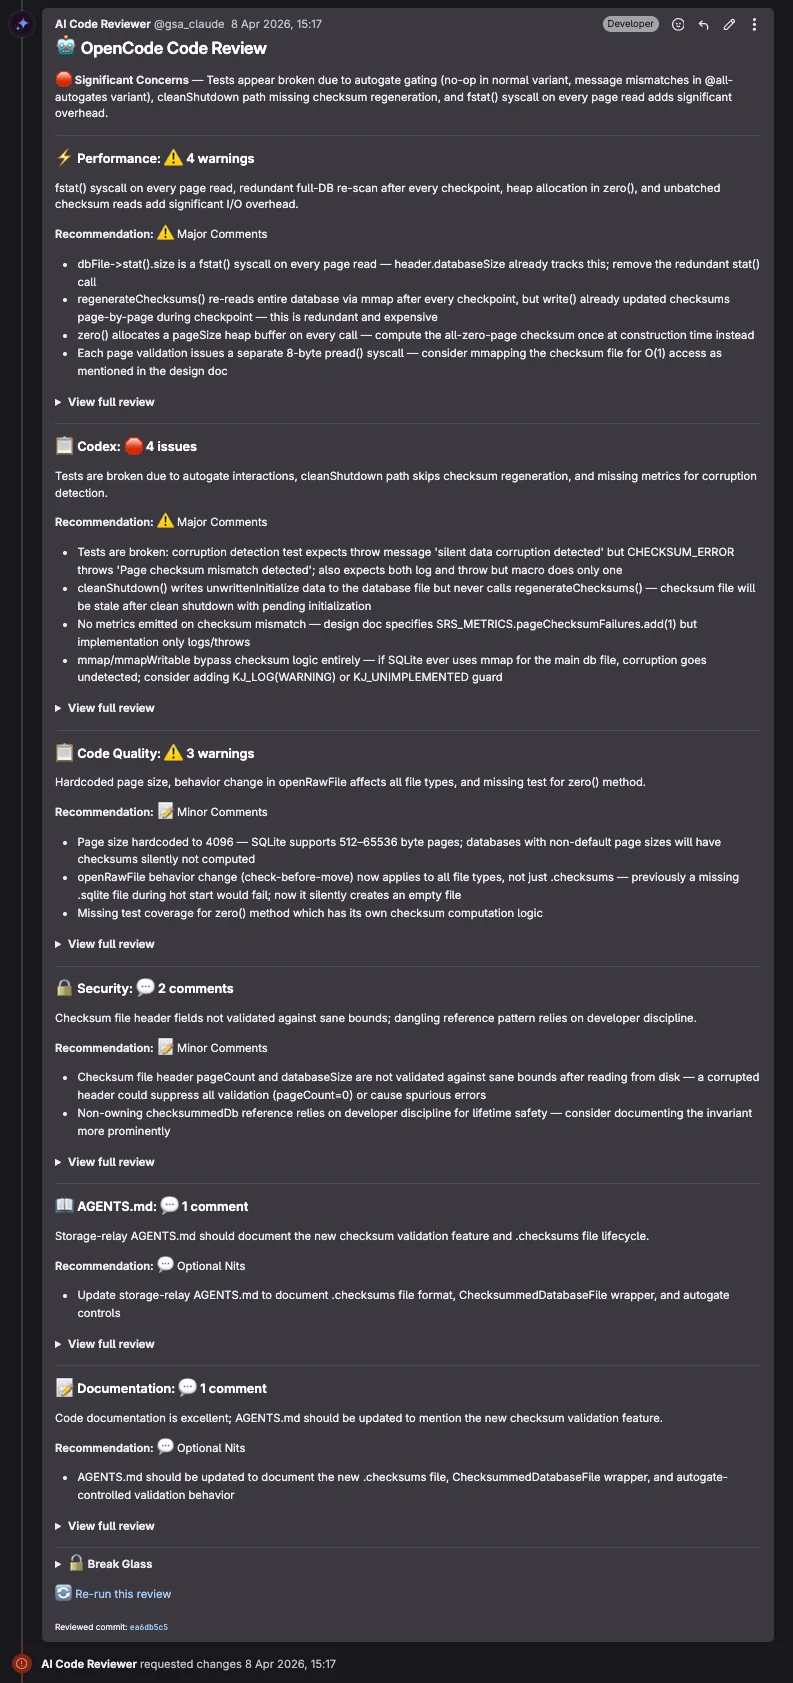 AI Code Reviewer @gsa_claude 8 Apr 2026, 15:17
Developer
OpenCode Code Review
Significant Concerns — Tests appear broken due to autogate gating (no-op in normal variant, message mismatches in @all-
autogates variant), cleanShutdown path missing checksum regeneration, and fstat() syscall on every page read adds significant
overhead.
Performance: 4 warnings
fstat() syscall on every page read, redundant full-DB re-scan after every checkpoint, heap allocation in zero(), and unbatched
checksum reads add significant I/O overhead.
Recommendation: Major Comments
• dbFile->stat().size is a fstat() syscall on every page read — header.databaseSize already tracks this; remove the redundant stat()
call
• regenerateChecksums() re-reads entire database via mmap after every checkpoint, but write() already updated checksums
page-by-page during checkpoint — this is redundant and expensive
• zero() allocates a pageSize heap buffer on every call — compute the all-zero-page checksum once at construction time instead
• Each page validation issues a separate 8-byte pread() syscall — consider mmapping the checksum file for O(1) access as
mentioned in the design doc
View full review
Codex: 4 issues
Tests are broken due to autogate interactions, cleanShutdown path skips checksum regeneration, and missing metrics for corruption
detection.
Recommendation: Major Comments
• Tests are broken: corruption detection test expects throw message 'silent data corruption detected' but CHECKSUM_ERROR
throws 'Page checksum mismatch detected'; also expects both log and throw but macro does only one
• cleanShutdown() writes unwrittenInitialize data to the database file but never calls regenerateChecksums() — checksum file will
be stale after clean shutdown with pending initialization
• No metrics emitted on checksum mismatch — design doc specifies SRS_METRICS.pageChecksumFailures.add(1) but
implementation only logs/throws
• mmap/mmapWritable bypass checksum logic entirely — if SQLite ever uses mmap for the main db file, corruption goes
undetected; consider adding KJ_LOG(WARNING) or KJ_UNIMPLEMENTED guard
View full review
Code Quality: 3 warnings
Hardcoded page size, behavior change in openRawFile affects all file types, and missing test for zero() method.
Recommendation: Minor Comments
• Page size hardcoded to 4096 — SQLite supports 512–65536 byte pages; databases with non-default page sizes will have
checksums silently not computed
• openRawFile behavior change (check-before-move) now applies to all file types, not just .checksums — previously a missing
.sqlite file during hot start would fail; now it silently creates an empty file
• Missing test coverage for zero() method which has its own checksum computation logic
View full review
Security: 2 comments
Checksum file header fields not validated against sane bounds; dangling reference pattern relies on developer discipline.
Recommendation: Minor Comments
• Checksum file header pageCount and databaseSize are not validated against sane bounds after reading from disk — a corrupted
header could suppress all validation (pageCount=0) or cause spurious errors
• Non-owning checksummedDb reference relies on developer discipline for lifetime safety — consider documenting the invariant
more prominently
View full review
AGENTS.md: 1 comment
Storage-relay AGENTS.md should document the new checksum validation feature and .checksums file lifecycle.
Recommendation: Optional Nits
• Update storage-relay AGENTS.md to document .checksums file format, ChecksummedDatabaseFile wrapper, and autogate
controls
View full review
Documentation: 1 comment
Code documentation is excellent; AGENTS.md should be updated to mention the new checksum validation feature.
Recommendation: Optional Nits
• AGENTS.md should be updated to document the new .checksums file, ChecksummedDatabaseFile wrapper, and autogate-
controlled validation behavior
View full review
Break Glass
Re-run this review
Reviewed commit: ea6db5c5
AI Code Reviewer requested changes 8 Apr 2026, 15:17